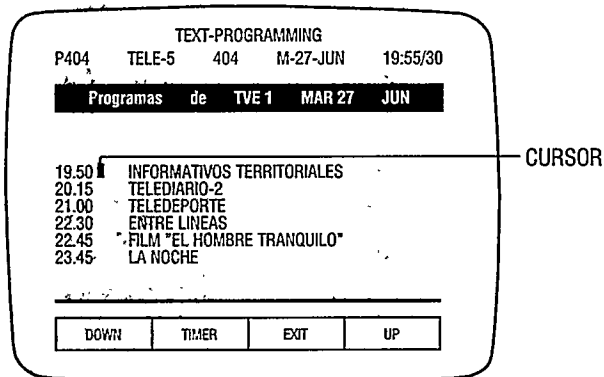 TEXT-PROGRAMMING
P404 TELE-5 404 M-27-JUN 19:55/30
Programas de TVE 1 MAR 27 JUN
CURSOR
19.50 INFORMATIVOS TERRITORIALES
20.15 TELEDIARIO-2
21.00 TELEDEPORTE
22.30 ENTRE LINEAS
22.45 FILM "EL HOMBRE TRANQUILO"
23.45 LA NOCHE
DOWN TIMER EXIT UP